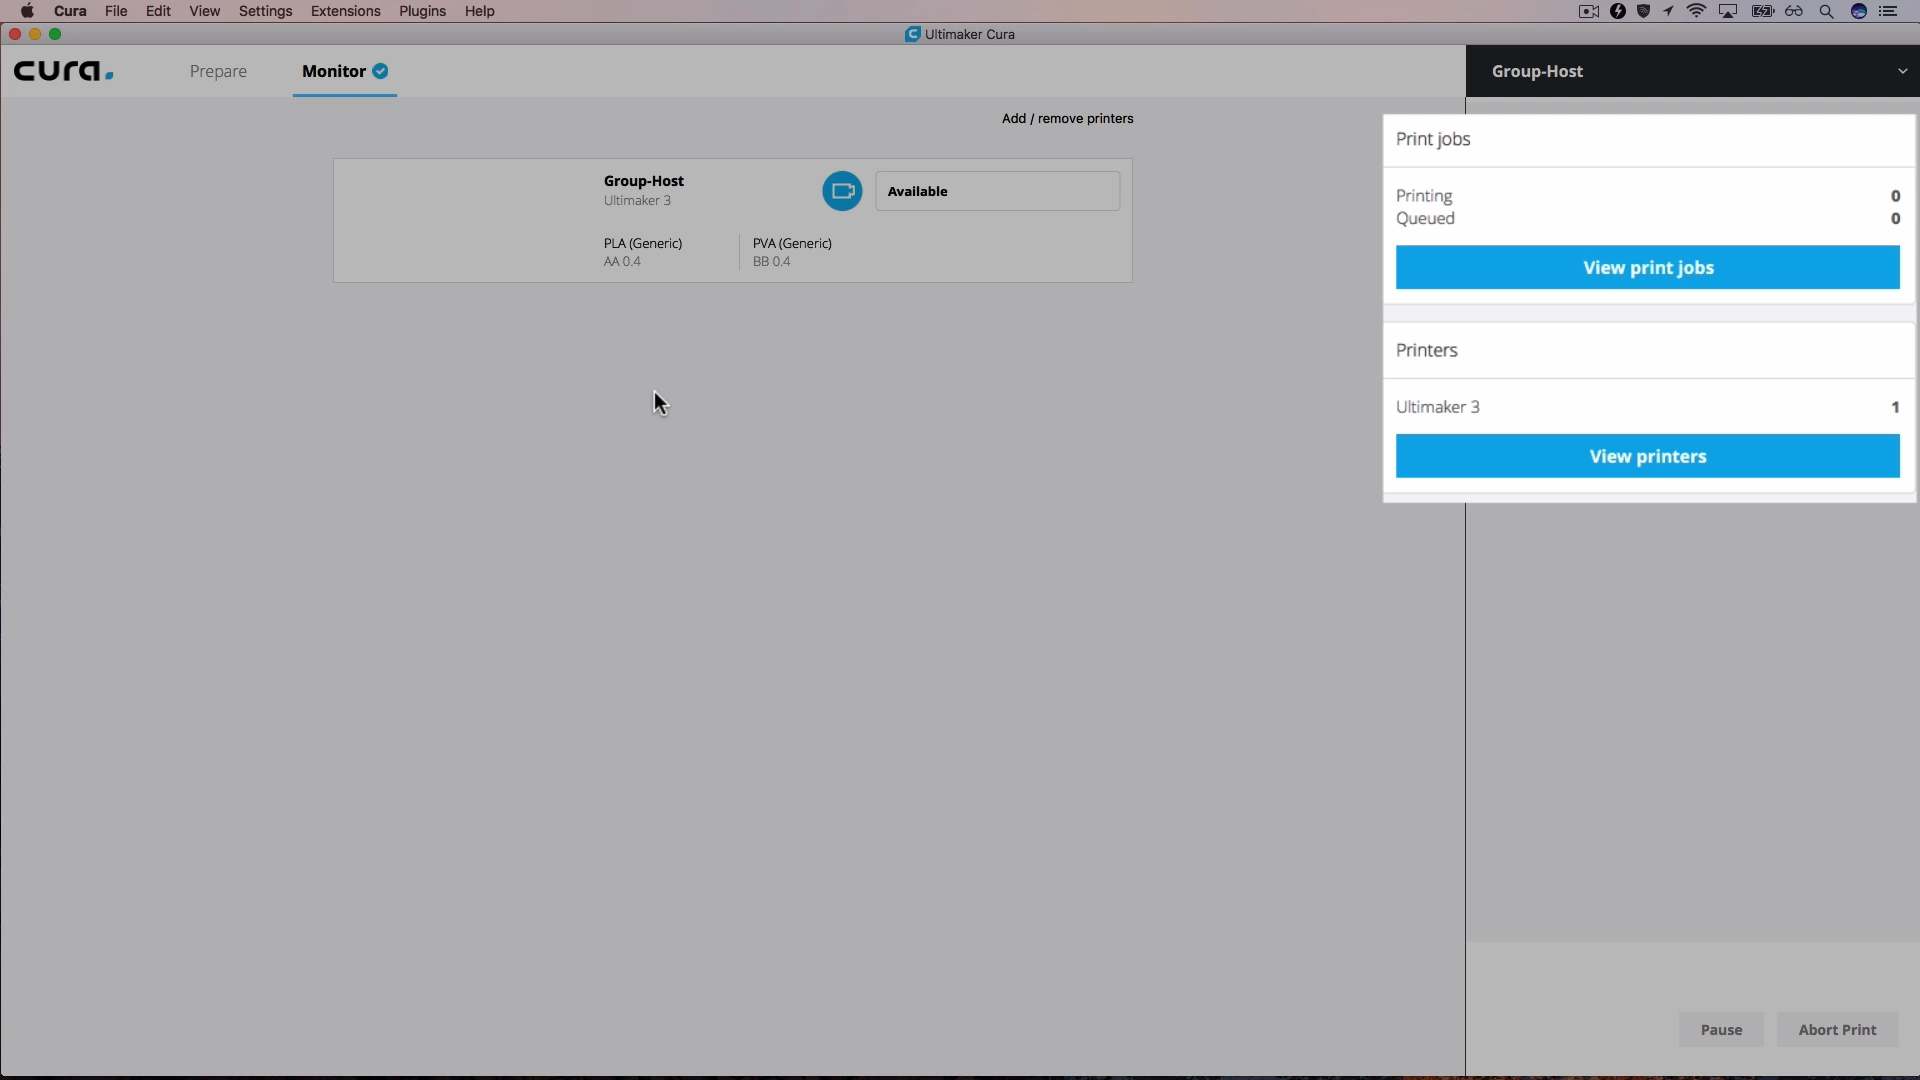 Cura File Edit View Settings Extensions Plugins Help
Ultimaker Cura
cura.
Prepare
Monitor
Group-Host
Add / remove printers
Group-Host
Ultimaker 3
Available
PLA (Generic)
AA 0.4
PVA (Generic)
BB 0.4
Print jobs
Printing 0
Queued 0
View print jobs
Printers
Ultimaker 3 1
View printers
Pause
Abort Print